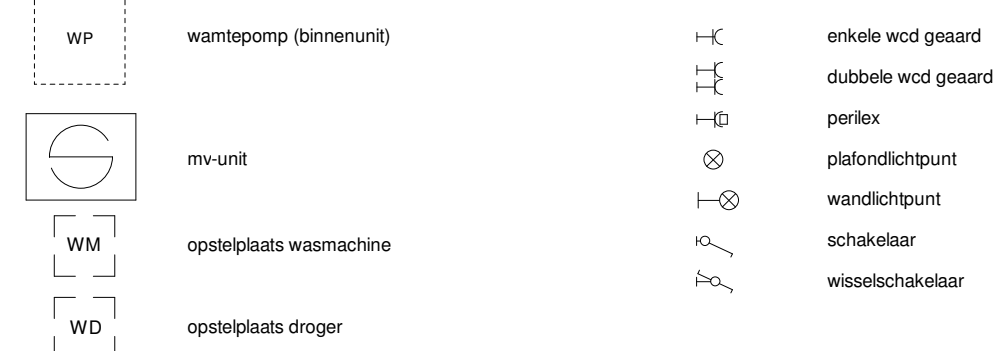 WP wamtepomp (binnenunit)
mv-unit
WM opstelplaats wasmachine
WD opstelplaats droger
enkele wcd geaard
dubbele wcd geaard
perilex
plafondlichtpunt
wandlichtpunt
schakelaar
wisselschakelaar